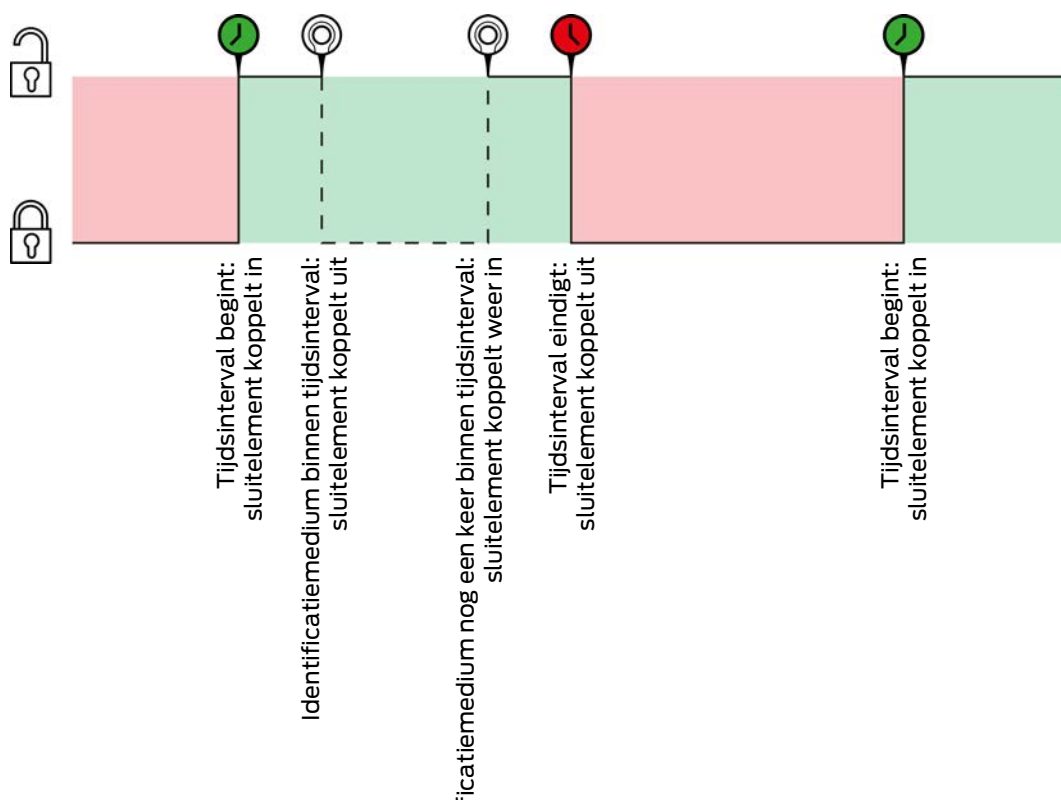 Tijdsinterval begint:
sluitelement koppelt in
Identificatiemedium binnen tijdsinterval:
sluitelement koppelt uit
ficatiemedium nog een keer binnen tijdsinterval:
sluitelement koppelt weer in
Tijdsinterval eindigt:
sluitelement koppelt uit
Tijdsinterval begint:
sluitelement koppelt in